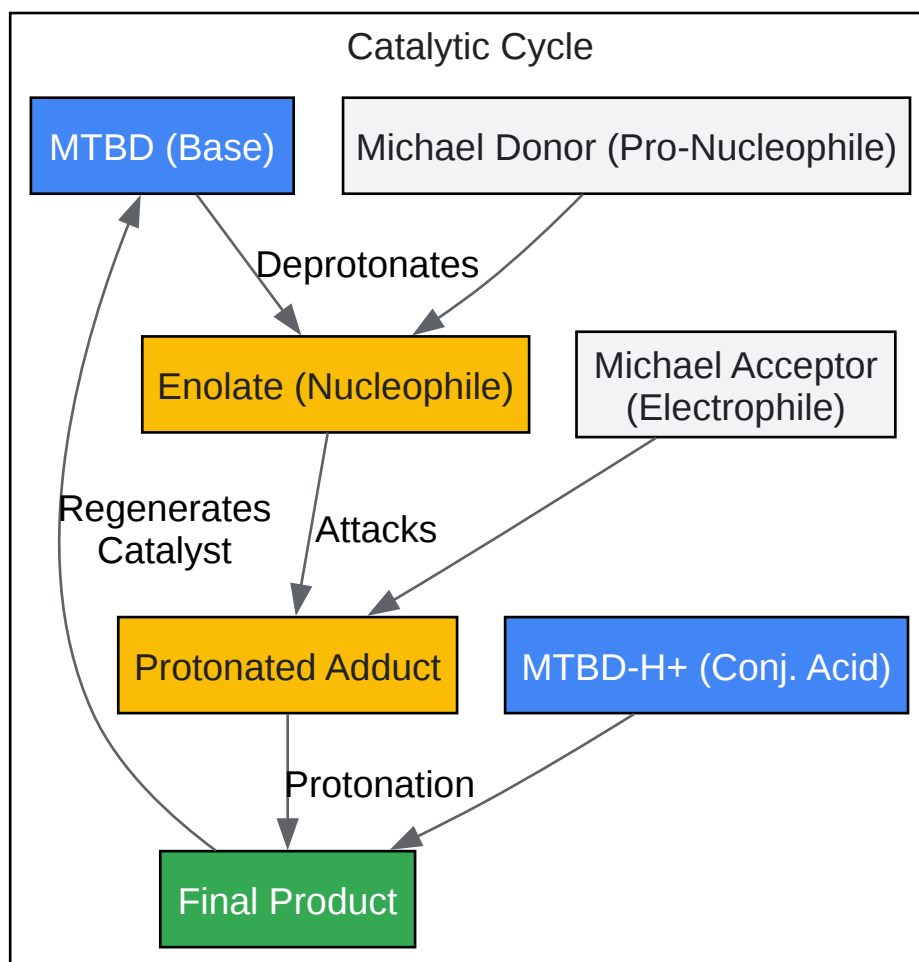 Catalytic Cycle
MTBD (Base)
Michael Donor (Pro-Nucleophile)
Deprotonates
Enolate (Nucleophile)
Michael Acceptor
(Electrophile)
Regenerates
Catalyst
Attacks
Protonated Adduct
MTBD-H+ (Conj. Acid)
Protonation
Final Product